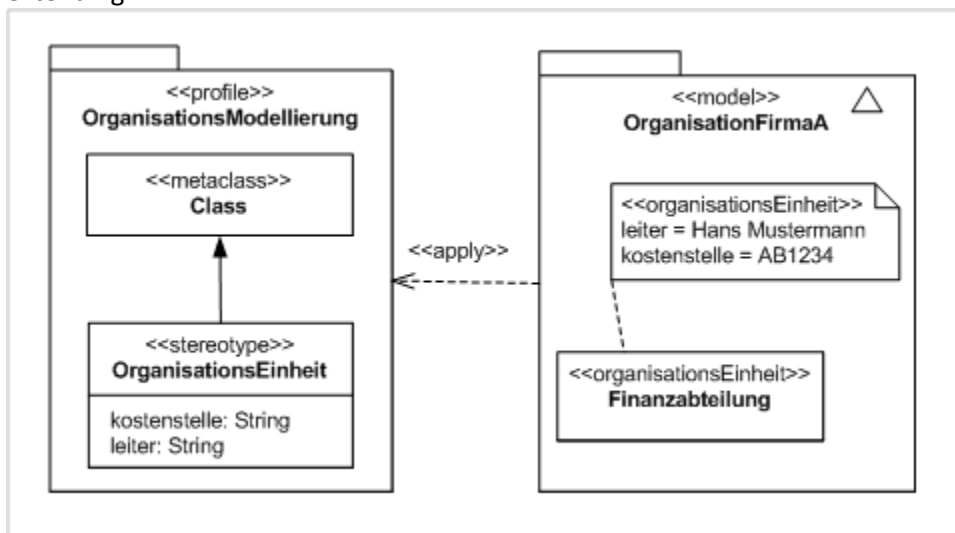 <<profile>>
OrganisationsModellierung
<<metaclass>>
Class
<<stereotype>>
OrganisationsEinheit
kostenstelle: String
leiter: String
<<apply>>
<<model>>
OrganisationFirmaA
<<organisationsEinheit>>
leiter = Hans Mustermann
kostenstelle = AB1234
<<organisationsEinheit>>
Finanzabteilung